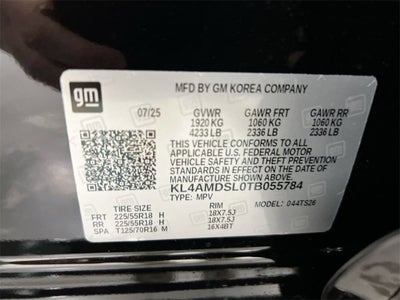 gm
MFD BY GM KOREA COMPANY
07/25 GVWR GAWR FRT GAWR RR
1920 KG 1060 KG 1060 KG
4233 LB 2336 LB 2336 LB
THIS VEHICLE CONFORMS TO ALL
APPLICABLE U.S. FEDERAL MOTOR
VEHICLE SAFETY AND THEFT PREVENTION
STANDARDS IN EFFECT ON THE DATE OF
MANUFACTURE SHOWN ABOVE.
KL4AMDSL0TB055784
TYPE: MPV 044TS26
TIRE SIZE RIM
FRT 225/55R18 H 18X7.5J
RR 225/55R18 H 18X7.5J
SPA T125/70R16 M 16X4BT